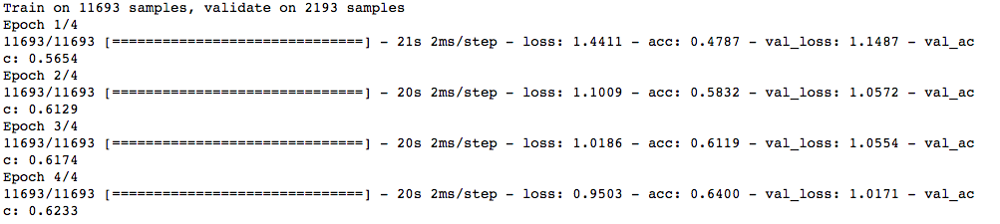 Train on 11693 samples, validate on 2193 samples
Epoch 1/4
11693/11693 [==============================] - 21s 2ms/step - loss: 1.4411 - acc: 0.4787 - val_loss: 1.1487 - val_ac
c: 0.5654
Epoch 2/4
11693/11693 [==============================] - 20s 2ms/step - loss: 1.1009 - acc: 0.5832 - val_loss: 1.0572 - val_ac
c: 0.6129
Epoch 3/4
11693/11693 [==============================] - 20s 2ms/step - loss: 1.0186 - acc: 0.6119 - val_loss: 1.0554 - val_ac
c: 0.6174
Epoch 4/4
11693/11693 [==============================] - 20s 2ms/step - loss: 0.9503 - acc: 0.6400 - val_loss: 1.0171 - val_ac
c: 0.6233